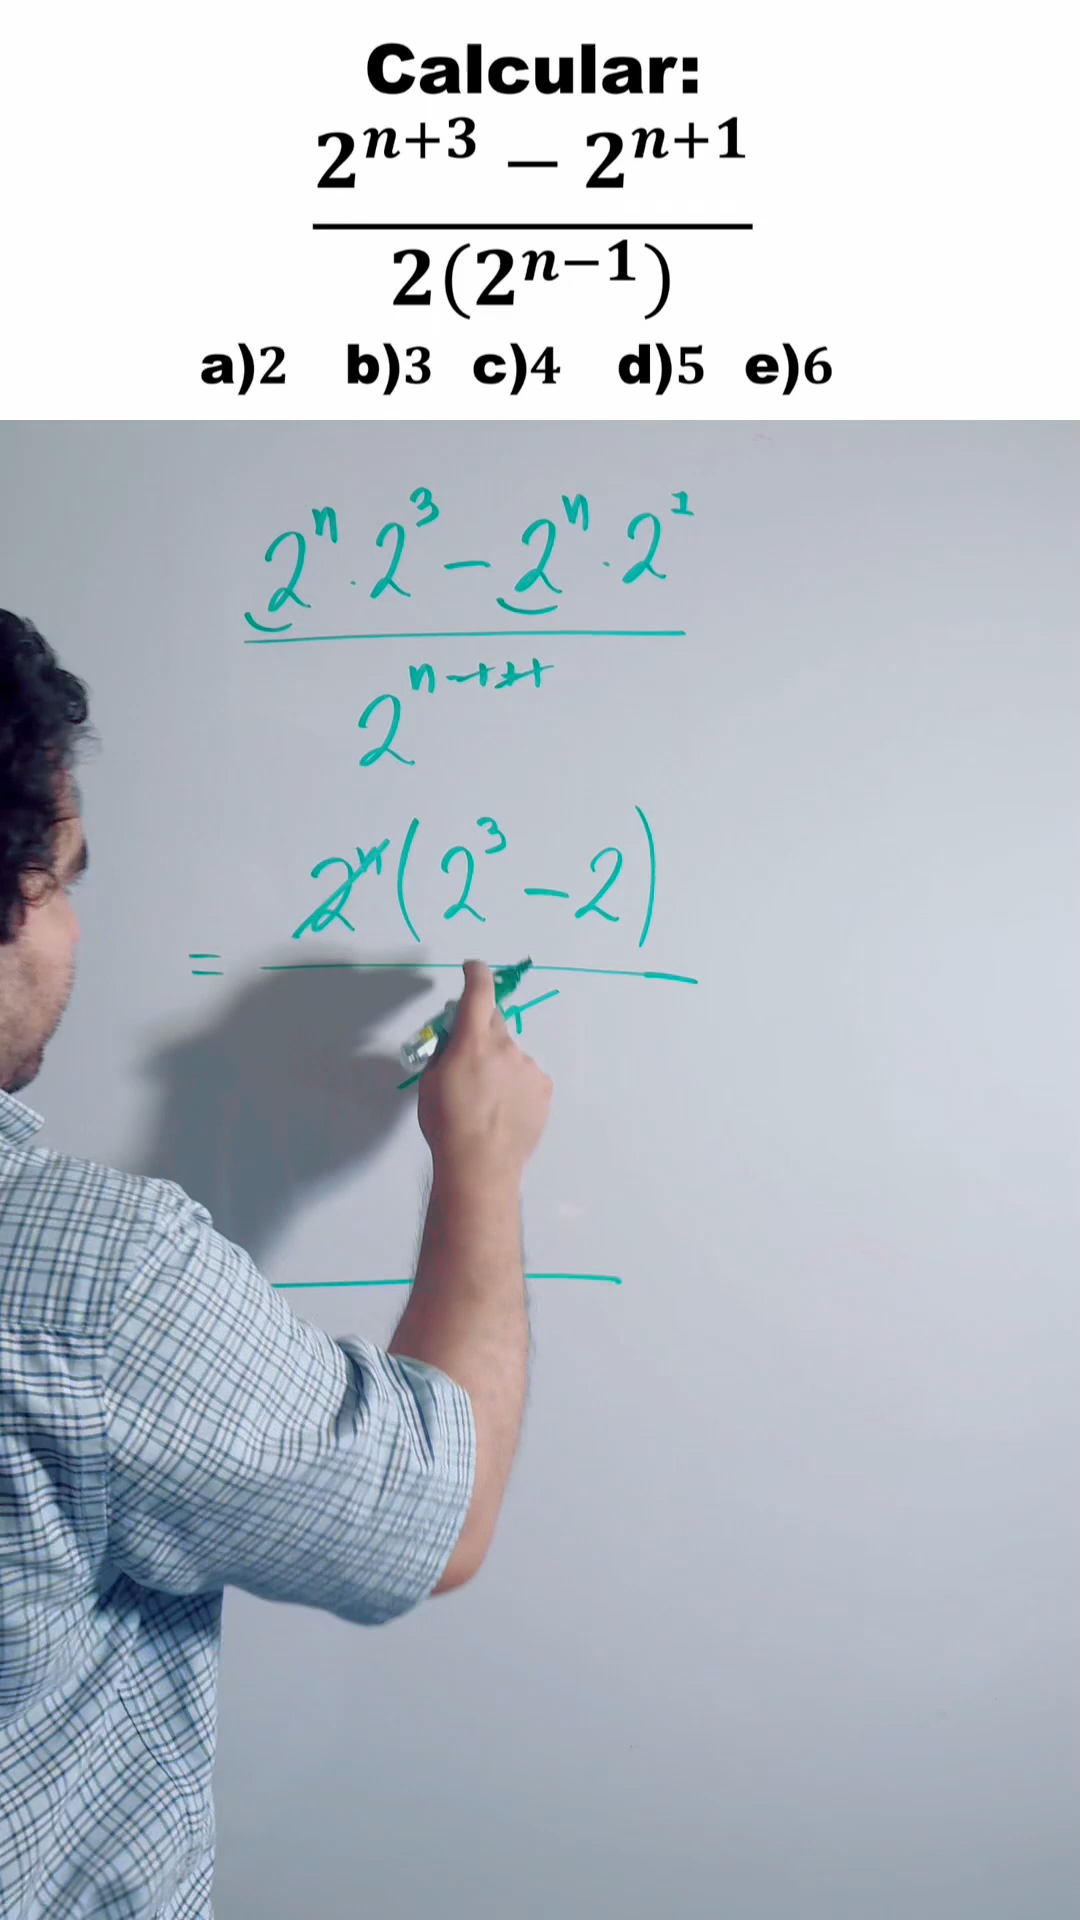 Calcular:
2^{n+3} − 2^{n+1}
2(2^{n−1})
a)2 b)3 c)4 d)5 e)6
2^n · 2^3 − 2^n · 2^1
2^{n−1+1}
= 2^n (2^3 − 2)